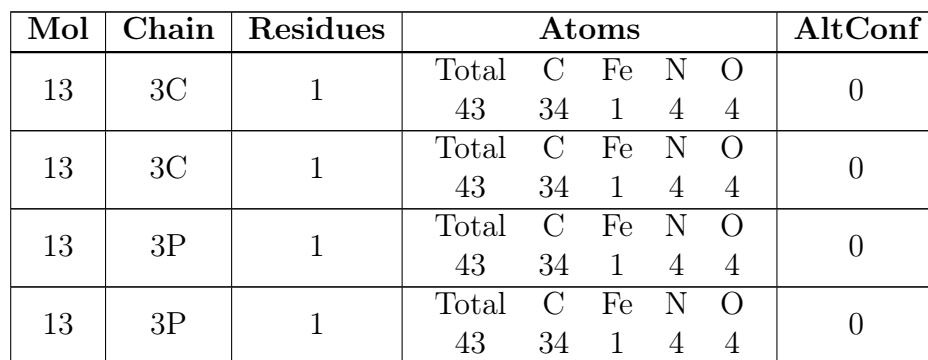 Mol Chain Residues Atoms AltConf
13 3C 1 Total C Fe N O 0
43 34 1 4 4
13 3C 1 Total C Fe N O 0
43 34 1 4 4
13 3P 1 Total C Fe N O 0
43 34 1 4 4
13 3P 1 Total C Fe N O 0
43 34 1 4 4